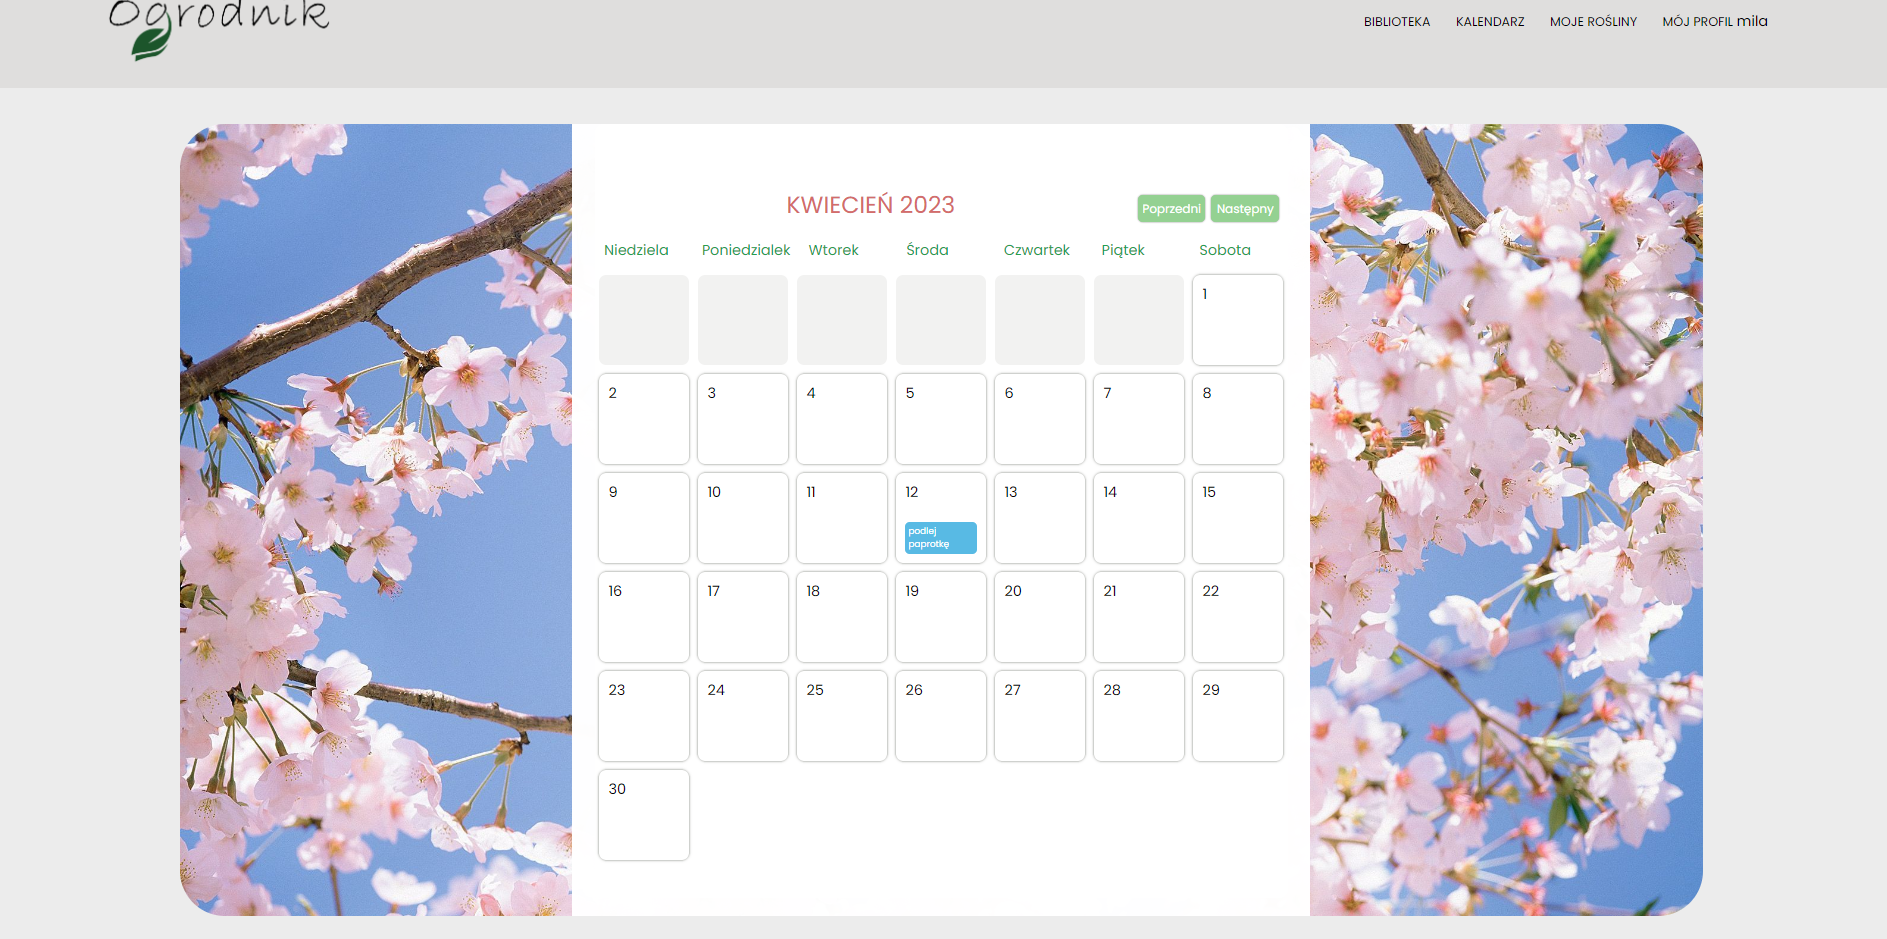 Ogrodnik
BIBLIOTEKA KALENDARZ MOJE ROŚLINY MÓJ PROFIL mila
KWIECIEŃ 2023
Poprzedni Następny
Niedziela Poniedzialek Wtorek Środa Czwartek Piątek Sobota
1
2 3 4 5 6 7 8
9 10 11 12 13 14 15
podlej
paprotkę
16 17 18 19 20 21 22
23 24 25 26 27 28 29
30